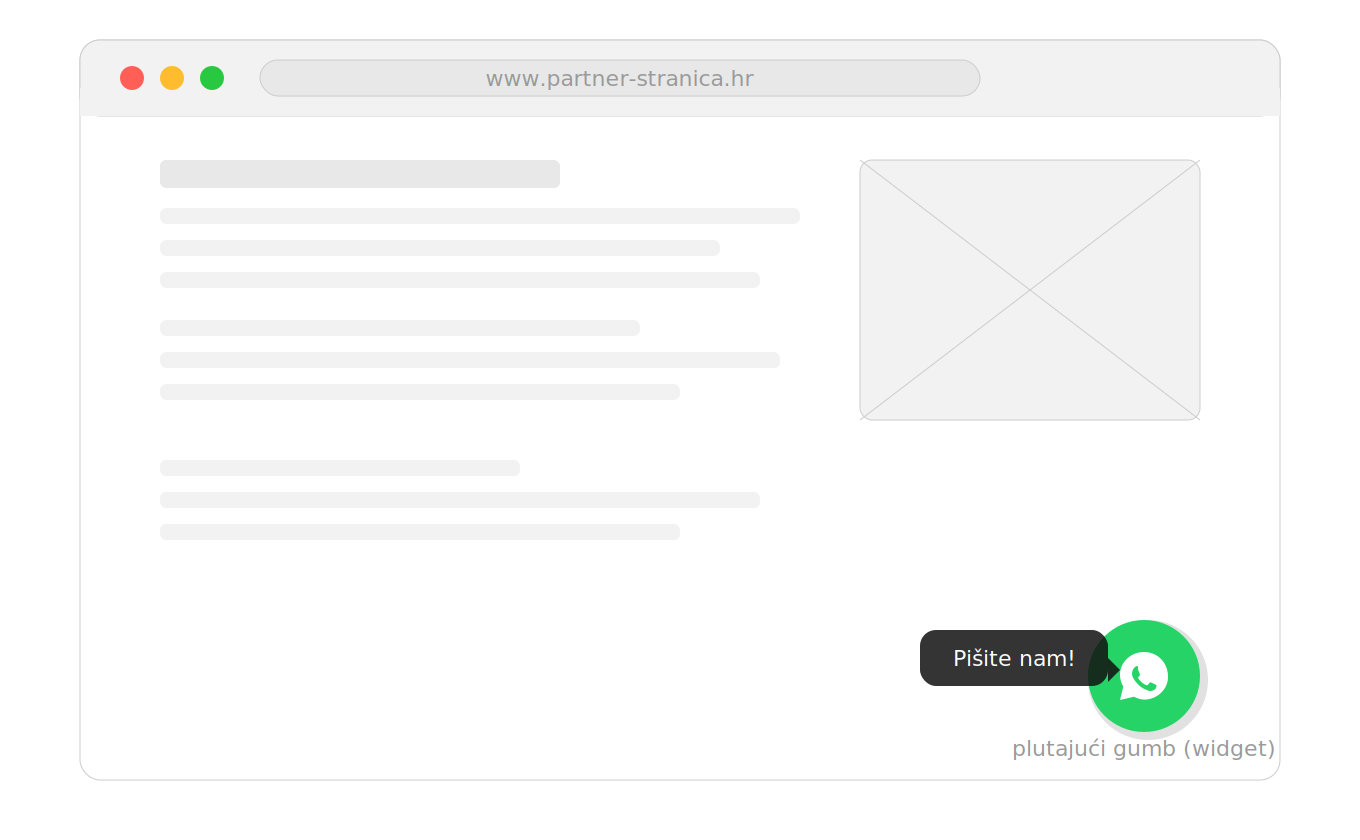 www.partner-stranica.hr
Pišite nam!
plutajući gumb (widget)